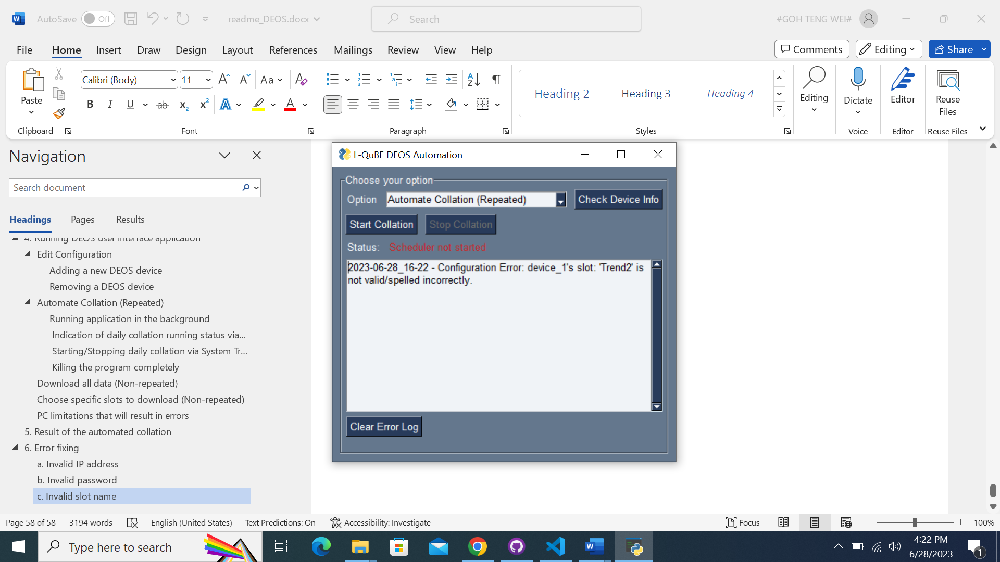 AutoSave Off readme_DEOS.docx Search #GOH TENG WEI#
File Home Insert Draw Design Layout References Mailings Review View Help Comments Editing Share
Calibri (Body) 11 Aa
Paste
B I U ab x2 x2 A A
Heading 2 Heading 3 Heading 4
Editing Dictate Editor Reuse Files
Clipboard Font Paragraph Styles Voice Editor Reuse Files
Navigation
Search document
Headings Pages Results
4. Running DEOS user interface application
Edit Configuration
Adding a new DEOS device
Removing a DEOS device
Automate Collation (Repeated)
Running application in the background
Indication of daily collation running status via...
Starting/Stopping daily collation via System Tr...
Killing the program completely
Download all data (Non-repeated)
Choose specific slots to download (Non-repeated)
PC limitations that will result in errors
5. Result of the automated collation
6. Error fixing
a. Invalid IP address
b. Invalid password
c. Invalid slot name
L-QuBE DEOS Automation
Choose your option
Option Automate Collation (Repeated) Check Device Info
Start Collation Stop Collation
Status: Scheduler not started
2023-06-28_16-22 - Configuration Error: device_1's slot: 'Trend2' is
not valid/spelled incorrectly.
Clear Error Log
Page 58 of 58 3194 words English (United States) Text Predictions: On Accessibility: Investigate Focus 100%
Type here to search
4:22 PM
6/28/2023
1